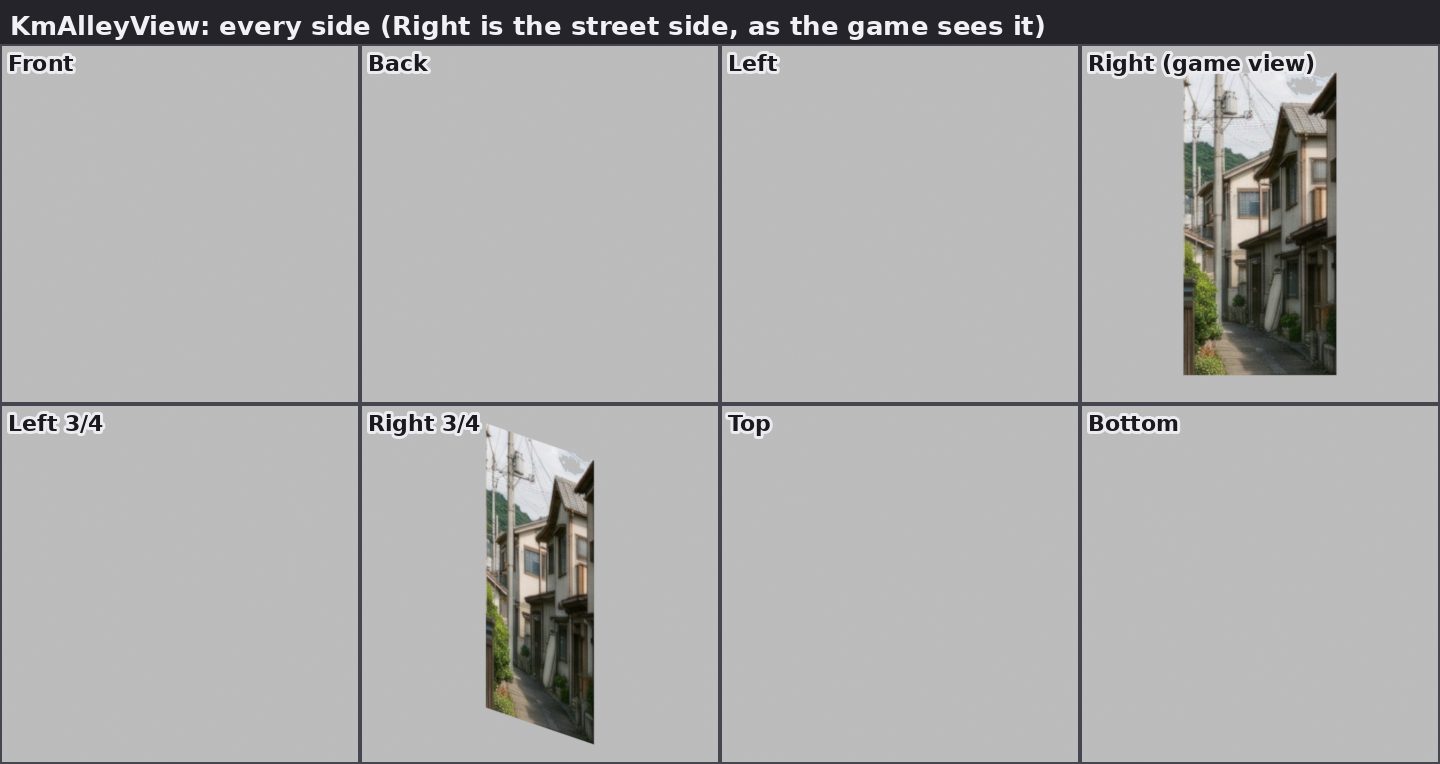 KmAlleyView: every side (Right is the street side, as the game sees it)
Front
Back
Left
Right (game view)
Left 3/4
Right 3/4
Top
Bottom